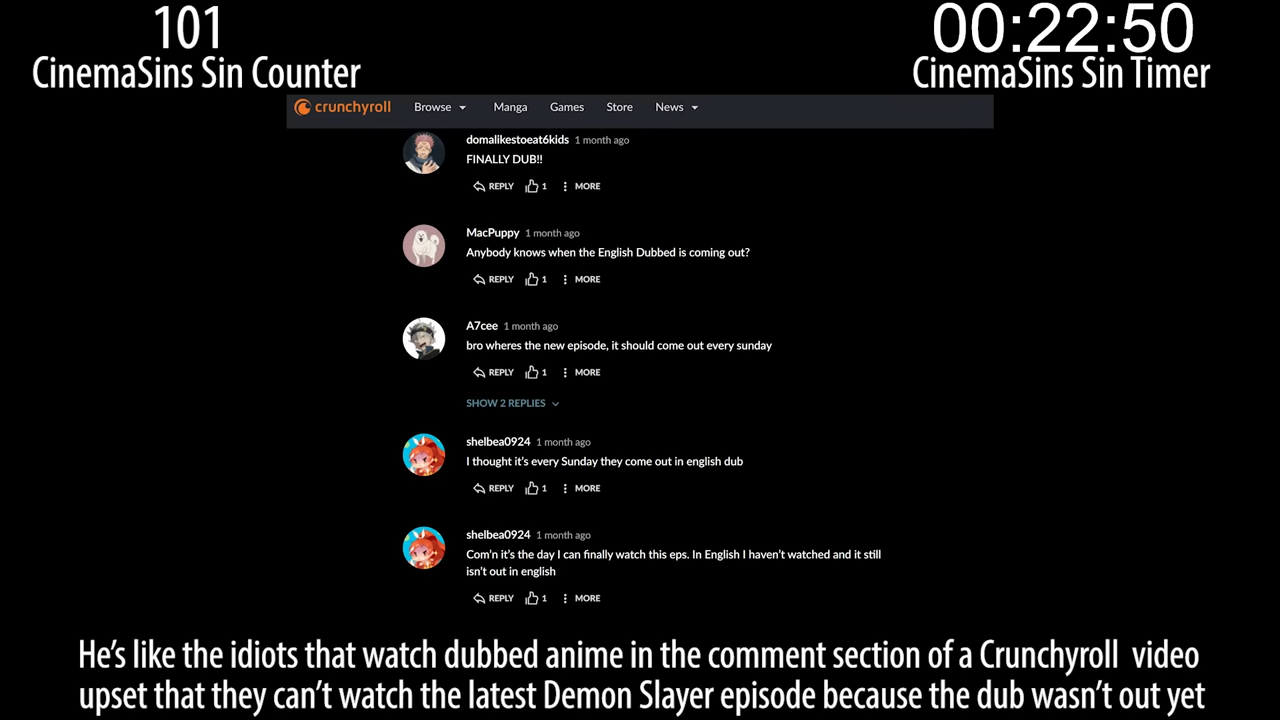 101
CinemaSins Sin Counter
00:22:50
CinemaSins Sin Timer
crunchyroll Browse Manga Games Store News
domalikestoeat6kids 1 month ago
FINALLY DUB!!
REPLY 1 MORE
MacPuppy 1 month ago
Anybody knows when the English Dubbed is coming out?
REPLY 1 MORE
A7cee 1 month ago
bro wheres the new episode, it should come out every sunday
REPLY 1 MORE
SHOW 2 REPLIES
shelbea0924 1 month ago
I thought it's every Sunday they come out in english dub
REPLY 1 MORE
shelbea0924 1 month ago
Com'n it's the day I can finally watch this eps. In English I haven't watched and it still
isn't out in english
REPLY 1 MORE
He's like the idiots that watch dubbed anime in the comment section of a Crunchyroll video
upset that they can't watch the latest Demon Slayer episode because the dub wasn't out yet